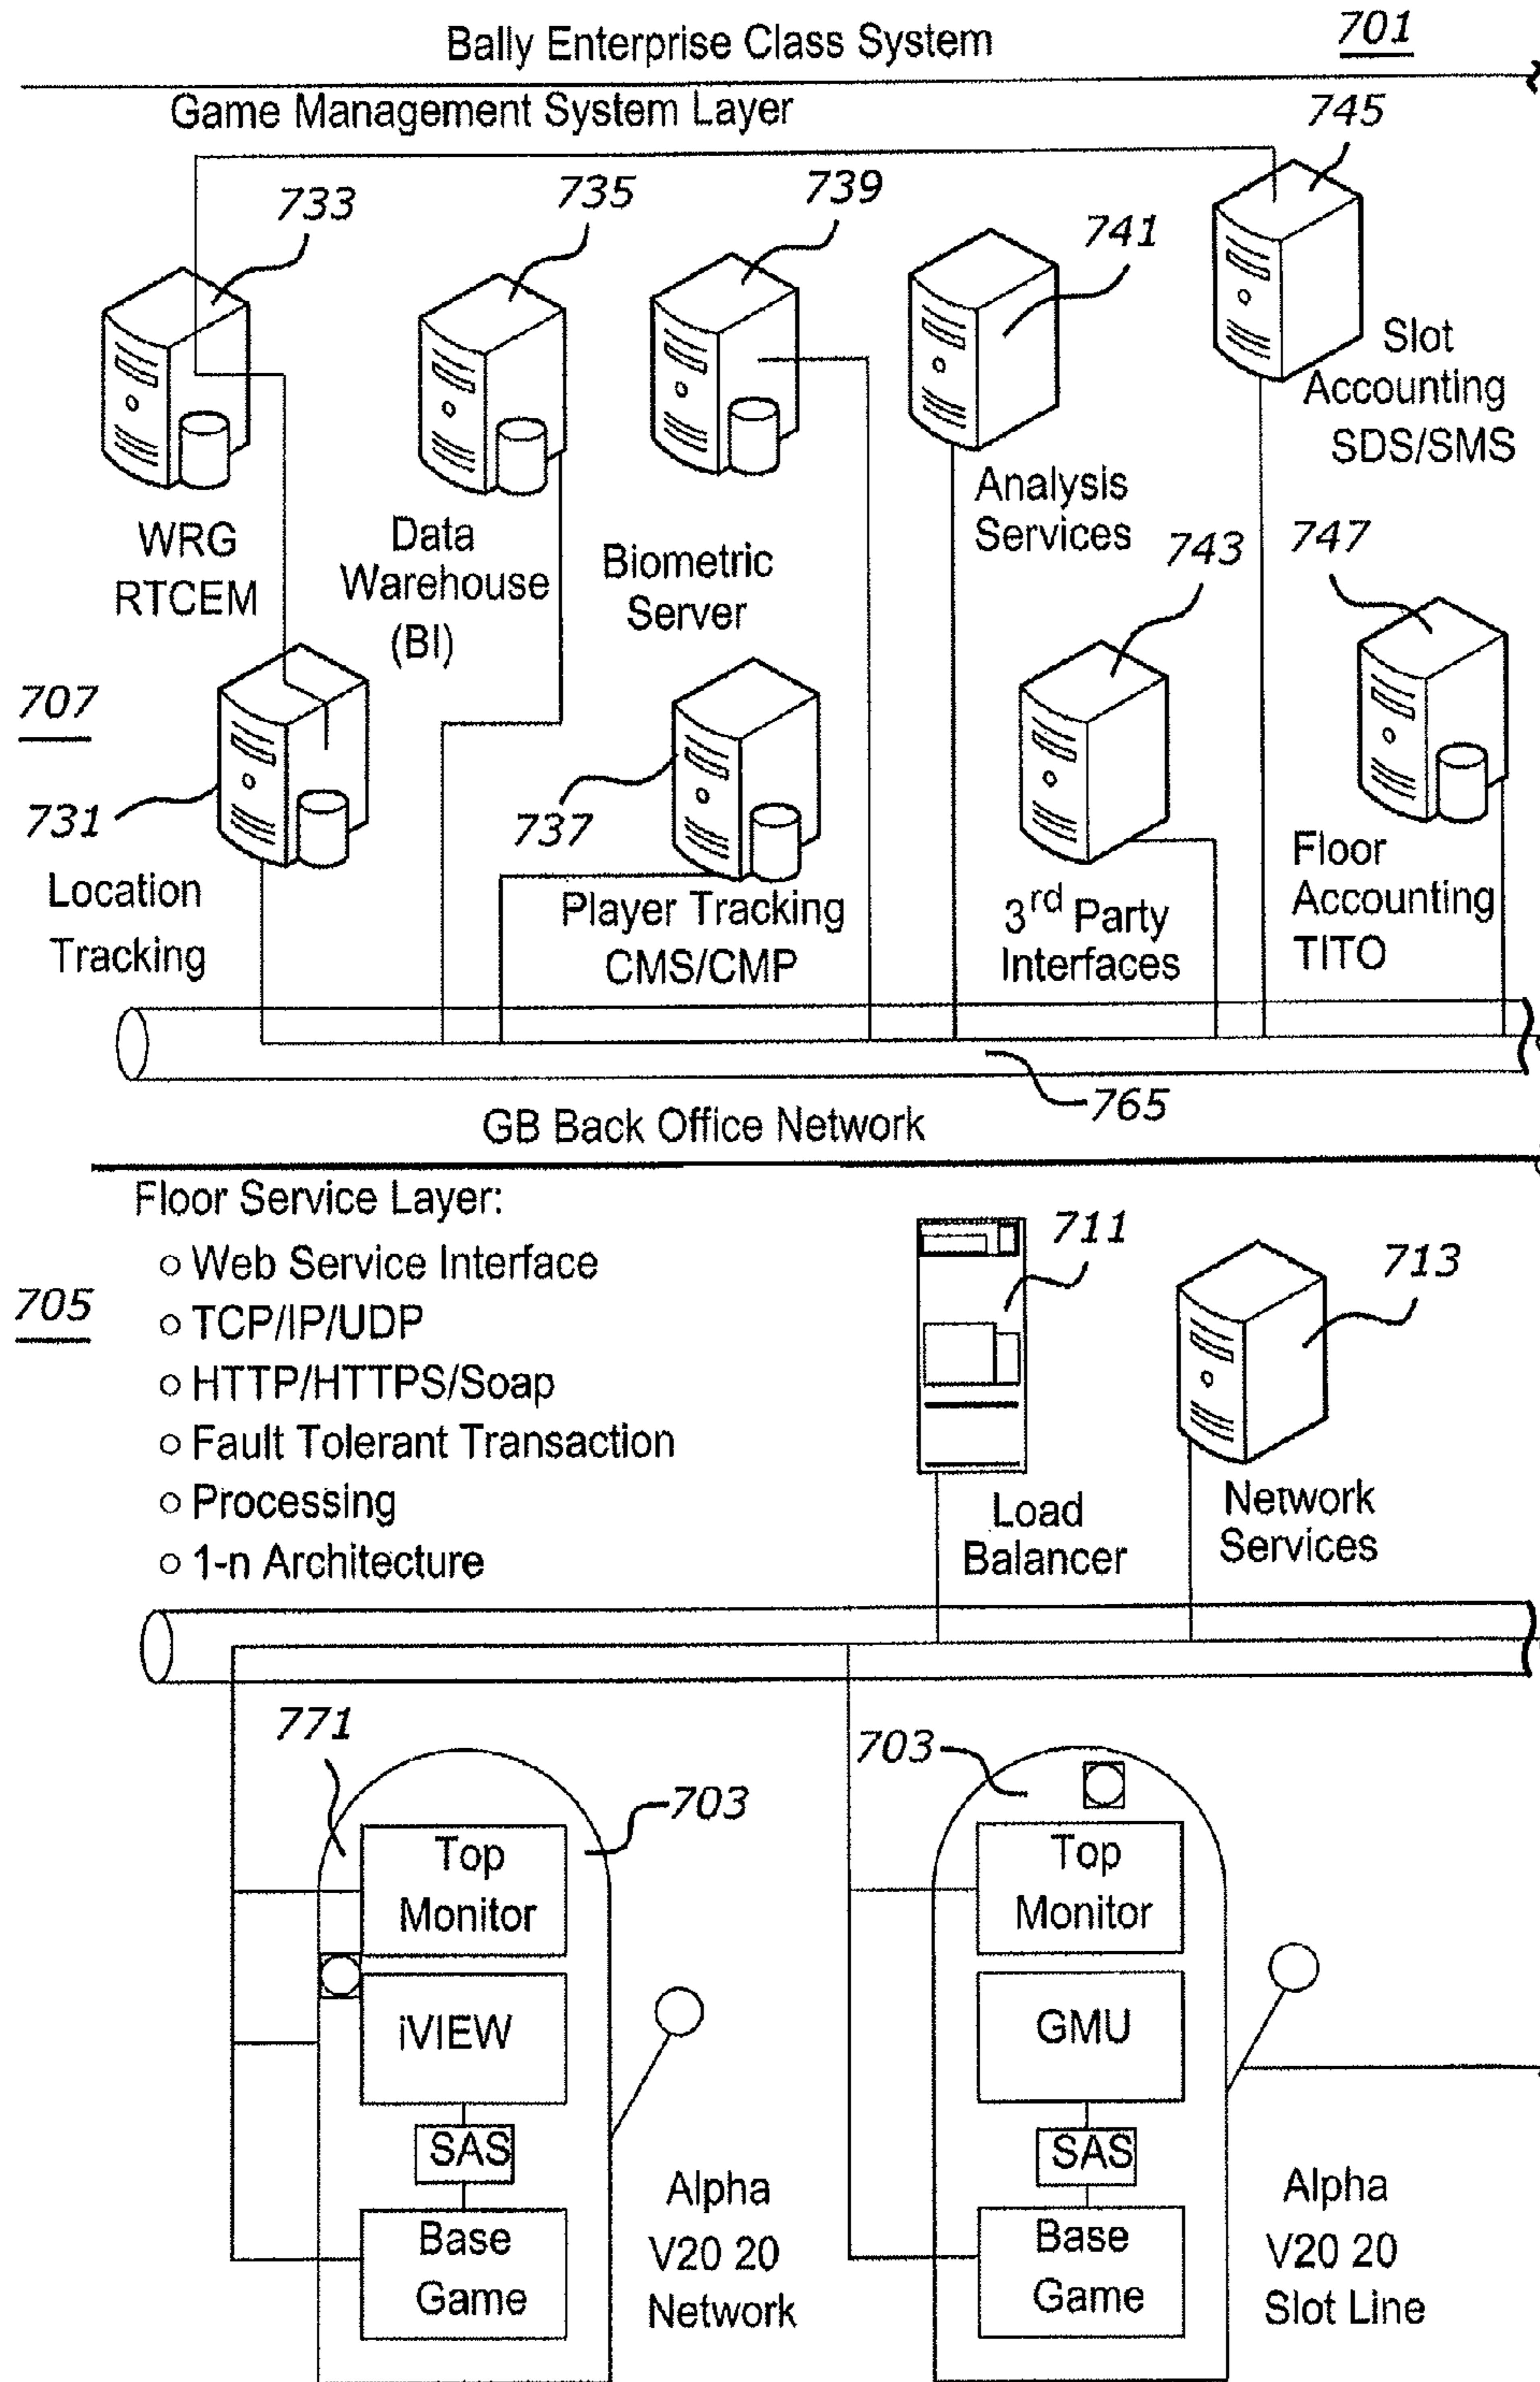 Bally Enterprise Class System
701
Game Management System Layer
745
733
735
739
741
Slot
Accounting
SDS/SMS
WRG
RTCEM
Data
Warehouse
(BI)
Biometric
Server
Analysis
Services
743
747
707
731
Location
Tracking
737
Player Tracking
CMS/CMP
3rd Party
Interfaces
Floor
Accounting
TITO
765
GB Back Office Network
Floor Service Layer:
705
○ Web Service Interface
○ TCP/IP/UDP
○ HTTP/HTTPS/Soap
○ Fault Tolerant Transaction
○ Processing
○ 1-n Architecture
711
713
Load
Balancer
Network
Services
771
703
Top
Monitor
iVIEW
SAS
Base
Game
Alpha
V20 20
Network
703
Top
Monitor
GMU
SAS
Base
Game
Alpha
V20 20
Slot Line